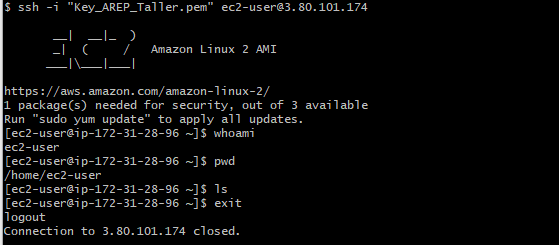 $ ssh -i "Key_AREP_Taller.pem" ec2-user@3.80.101.174
       __|  __|_  )
       _|  (     /   Amazon Linux 2 AMI
      ___|\___|___|
https://aws.amazon.com/amazon-linux-2/
1 package(s) needed for security, out of 3 available
Run "sudo yum update" to apply all updates.
[ec2-user@ip-172-31-28-96 ~]$ whoami
ec2-user
[ec2-user@ip-172-31-28-96 ~]$ pwd
/home/ec2-user
[ec2-user@ip-172-31-28-96 ~]$ ls
[ec2-user@ip-172-31-28-96 ~]$ exit
logout
Connection to 3.80.101.174 closed.